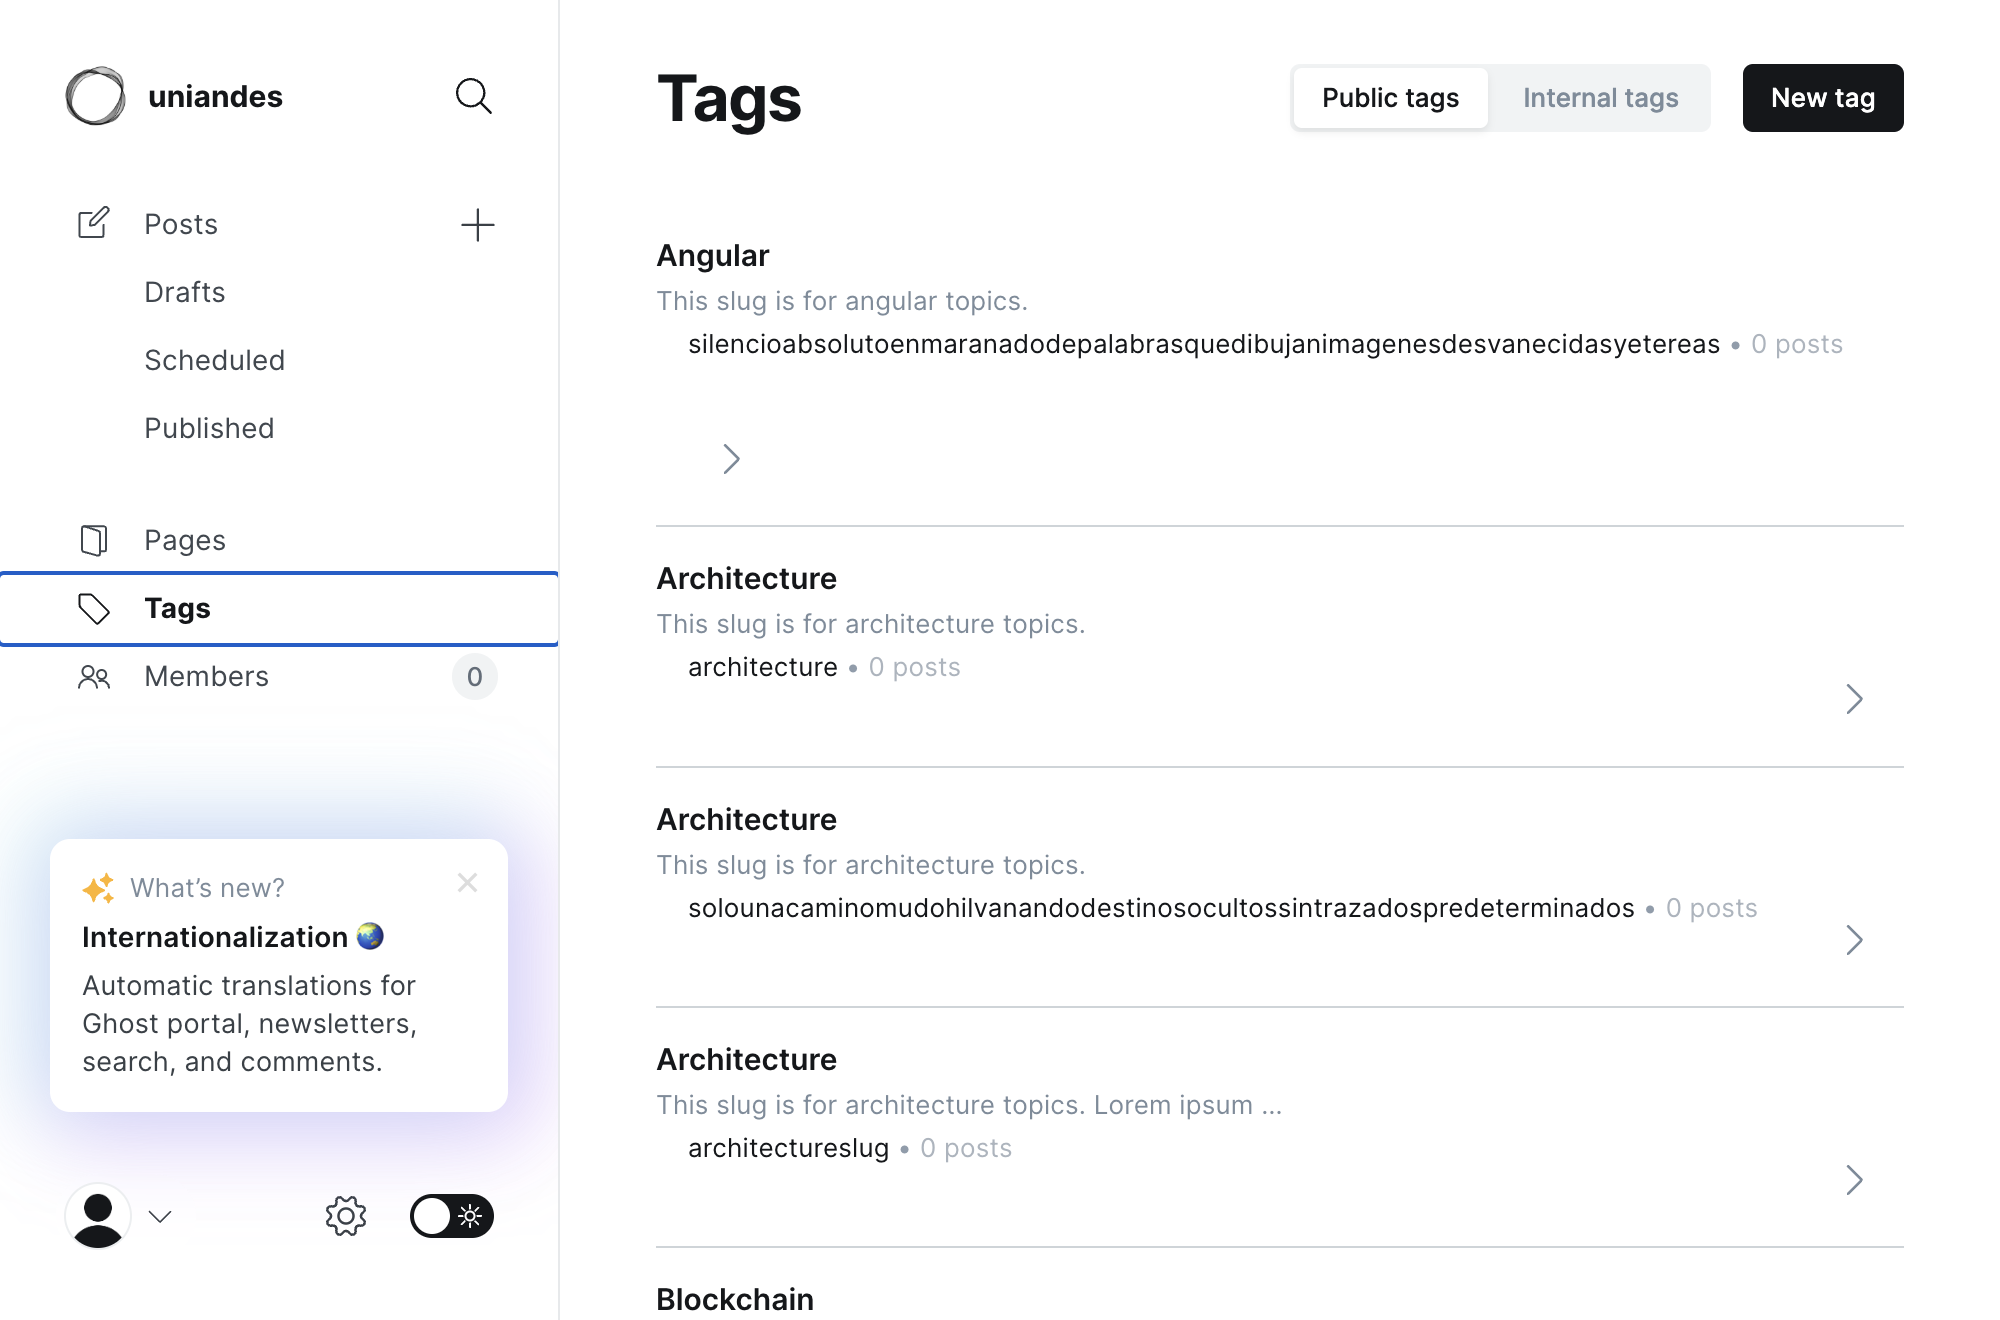 uniandes
Posts
Drafts
Scheduled
Published
Pages
Tags
Members
0
What’s new?
Internationalization
Automatic translations for
Ghost portal, newsletters,
search, and comments.
Tags
Public tags
Internal tags
New tag
Angular
This slug is for angular topics.
silencioabsolutoenmaranadodepalabrasquedibujanimagenesdesvanecidasyetereas • 0 posts
Architecture
This slug is for architecture topics.
architecture • 0 posts
Architecture
This slug is for architecture topics.
solounacaminomudohilvanandodestinosocultossintrazadospredeterminados • 0 posts
Architecture
This slug is for architecture topics. Lorem ipsum ...
architectureslug • 0 posts
Blockchain